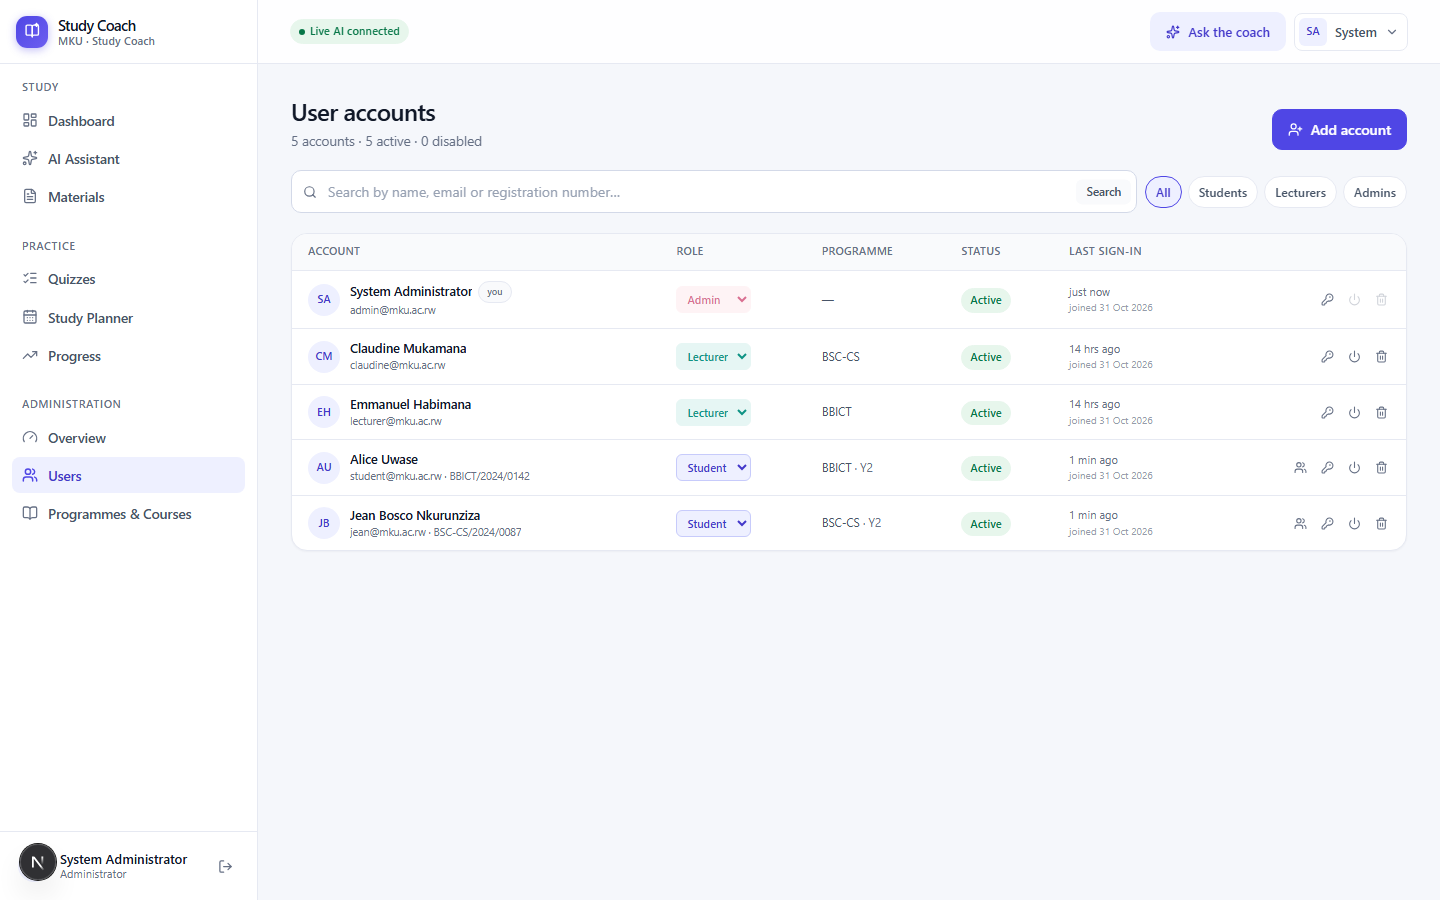 Study Coach
MKU · Study Coach
STUDY
Dashboard
AI Assistant
Materials
PRACTICE
Quizzes
Study Planner
Progress
ADMINISTRATION
Overview
Users
Programmes & Courses
N
System Administrator
Administrator
Live AI connected
Ask the coach
SA System
User accounts
5 accounts · 5 active · 0 disabled
Add account
Search by name, email or registration number...
Search
All
Students
Lecturers
Admins
ACCOUNT ROLE PROGRAMME STATUS LAST SIGN-IN
SA System Administrator you Admin — Active just now
admin@mku.ac.rw joined 31 Oct 2026
CM Claudine Mukamana Lecturer BSC-CS Active 14 hrs ago
claudine@mku.ac.rw joined 31 Oct 2026
EH Emmanuel Habimana Lecturer BBICT Active 14 hrs ago
lecturer@mku.ac.rw joined 31 Oct 2026
AU Alice Uwase Student BBICT · Y2 Active 1 min ago
student@mku.ac.rw · BBICT/2024/0142 joined 31 Oct 2026
JB Jean Bosco Nkurunziza Student BSC-CS · Y2 Active 1 min ago
jean@mku.ac.rw · BSC-CS/2024/0087 joined 31 Oct 2026